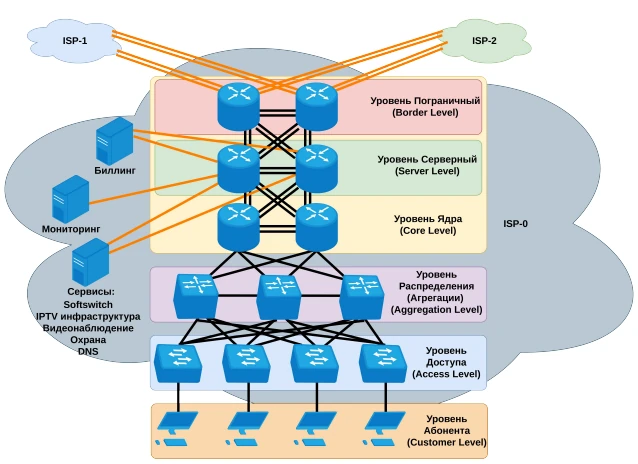 ISP-1
ISP-2
Уровень Пограничный
(Border Level)
Биллинг
Уровень Серверный
(Server Level)
Мониторинг
Уровень Ядра
(Core Level)
ISP-0
Сервисы:
Softswitch
IPTV инфраструктура
Видеонаблюдение
Охрана
DNS
Уровень
Распределения
(Агрегации)
(Aggregation Level)
Уровень
Доступа
(Access Level)
Уровень
Абонента
(Customer Level)